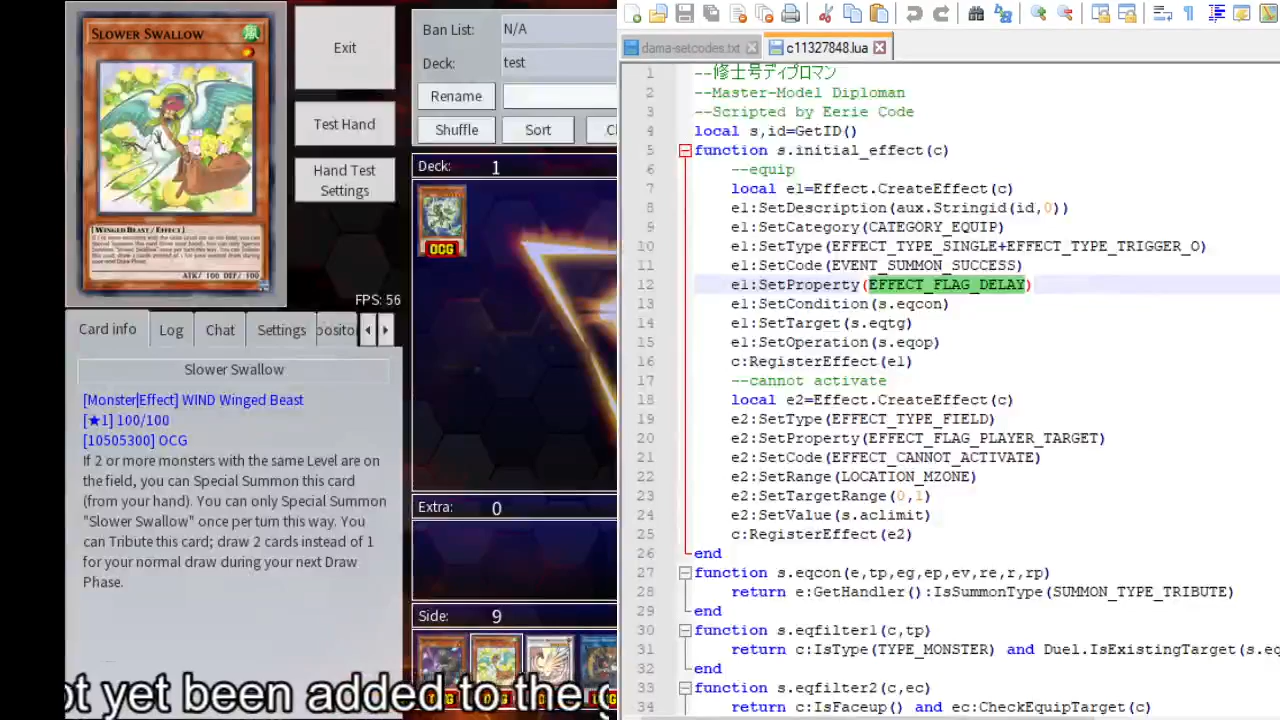 SLOWER SWALLOW
[WINGED BEAST / EFFECT]
ATK/ 100 DEF/ 100
Exit
Test Hand
Hand Test
Settings
FPS: 56
Card info
Log
Chat
Settings
posito
Slower Swallow
[Monster|Effect] WIND Winged Beast
[★1] 100/100
[10505300] OCG
If 2 or more monsters with the same Level are on
the field, you can Special Summon this card
(from your hand). You can only Special Summon
"Slower Swallow" once per turn this way. You
can Tribute this card; draw 2 cards instead of 1
for your normal draw during your next Draw
Phase.
Ban List: N/A
Deck: test
Rename
Shuffle
Sort
Deck: 1
OCG
Extra: 0
Side: 9
ot yet been added to the g
dama-setcodes.txt
c11327848.lua
1 --修士号ディプロマン
2 --Master-Model Diploman
3 --Scripted by Eerie Code
4 local s,id=GetID()
5 function s.initial_effect(c)
6 --equip
7 local e1=Effect.CreateEffect(c)
8 e1:SetDescription(aux.Stringid(id,0))
9 e1:SetCategory(CATEGORY_EQUIP)
10 e1:SetType(EFFECT_TYPE_SINGLE+EFFECT_TYPE_TRIGGER_O)
11 e1:SetCode(EVENT_SUMMON_SUCCESS)
12 e1:SetProperty(EFFECT_FLAG_DELAY)
13 e1:SetCondition(s.eqcon)
14 e1:SetTarget(s.eqtg)
15 e1:SetOperation(s.eqop)
16 c:RegisterEffect(e1)
17 --cannot activate
18 local e2=Effect.CreateEffect(c)
19 e2:SetType(EFFECT_TYPE_FIELD)
20 e2:SetProperty(EFFECT_FLAG_PLAYER_TARGET)
21 e2:SetCode(EFFECT_CANNOT_ACTIVATE)
22 e2:SetRange(LOCATION_MZONE)
23 e2:SetTargetRange(0,1)
24 e2:SetValue(s.aclimit)
25 c:RegisterEffect(e2)
26 end
27 function s.eqcon(e,tp,eg,ep,ev,re,r,rp)
28 return e:GetHandler():IsSummonType(SUMMON_TYPE_TRIBUTE)
29 end
30 function s.eqfilter1(c,tp)
31 return c:IsType(TYPE_MONSTER) and Duel.IsExistingTarget(s.eq
32 end
33 function s.eqfilter2(c,ec)
34 return c:IsFaceup() and ec:CheckEquipTarget(c)